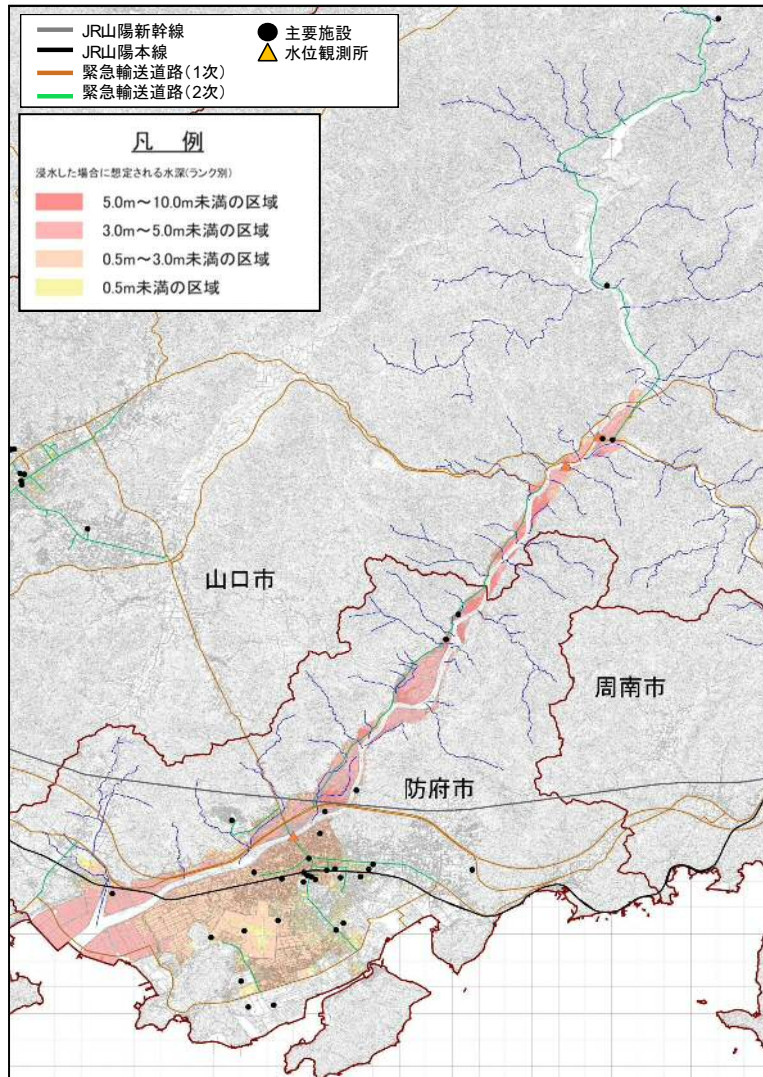 JR山陽新幹線
JR山陽本線
緊急輸送道路(1次)
緊急輸送道路(2次)
主要施設
水位観測所
凡 例
浸水した場合に想定される水深(ランク別)
5.0m～10.0m未満の区域
3.0m～5.0m未満の区域
0.5m～3.0m未満の区域
0.5m未満の区域
山口市
周南市
防府市